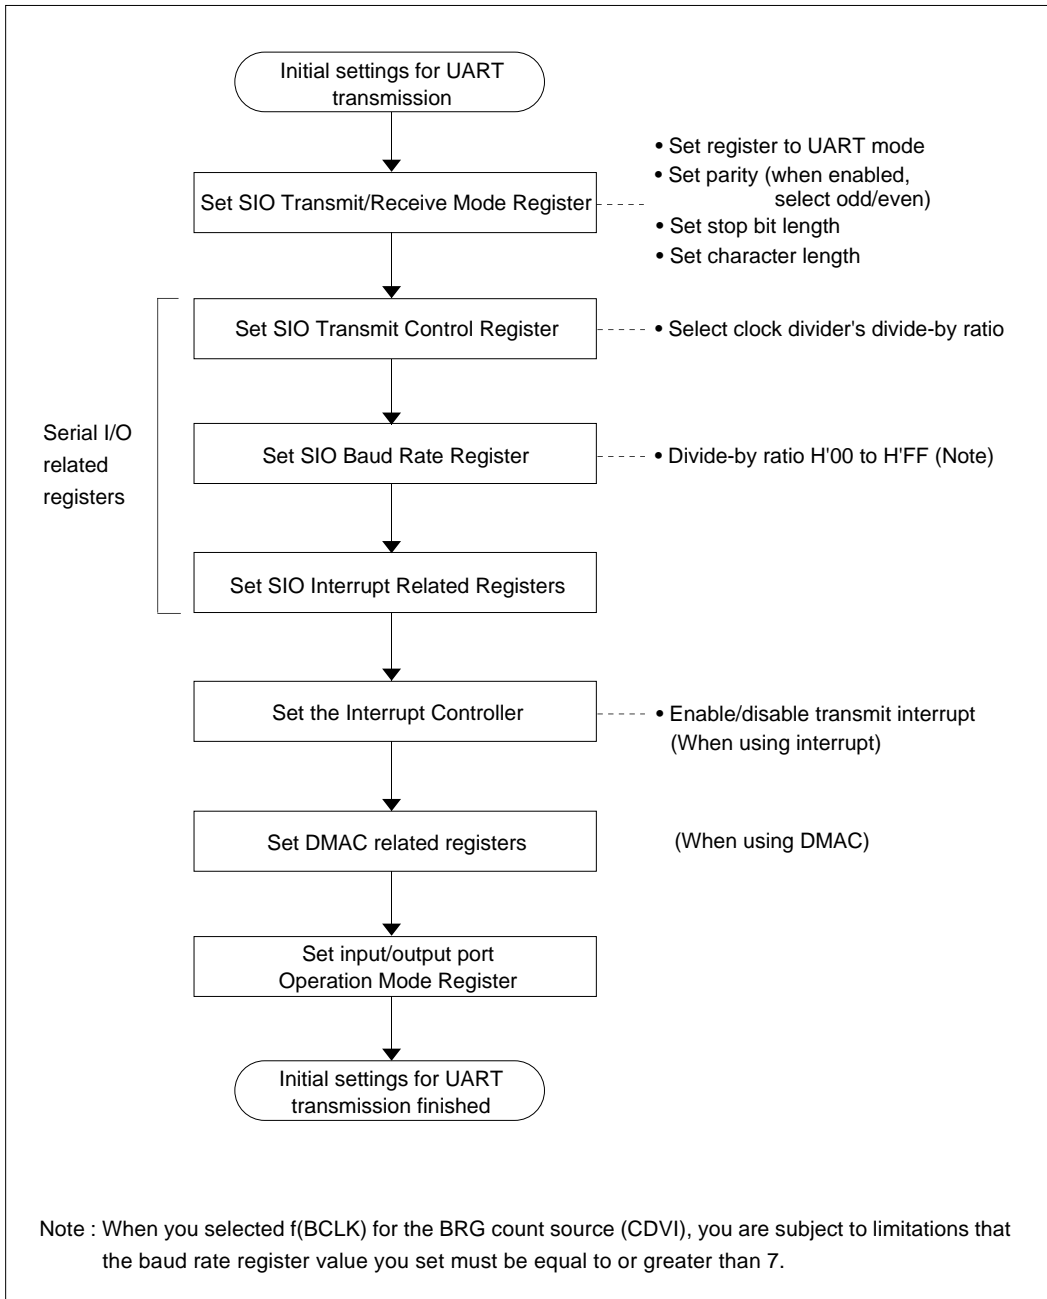 Initial settings for UART
transmission
Set SIO Transmit/Receive Mode Register
• Set register to UART mode
• Set parity (when enabled,
select odd/even)
• Set stop bit length
• Set character length
Serial I/O
related
registers
Set SIO Transmit Control Register
• Select clock divider's divide-by ratio
Set SIO Baud Rate Register
• Divide-by ratio H'00 to H'FF (Note)
Set SIO Interrupt Related Registers
Set the Interrupt Controller
• Enable/disable transmit interrupt
(When using interrupt)
Set DMAC related registers
(When using DMAC)
Set input/output port
Operation Mode Register
Initial settings for UART
transmission finished
Note : When you selected f(BCLK) for the BRG count source (CDVI), you are subject to limitations that
the baud rate register value you set must be equal to or greater than 7.